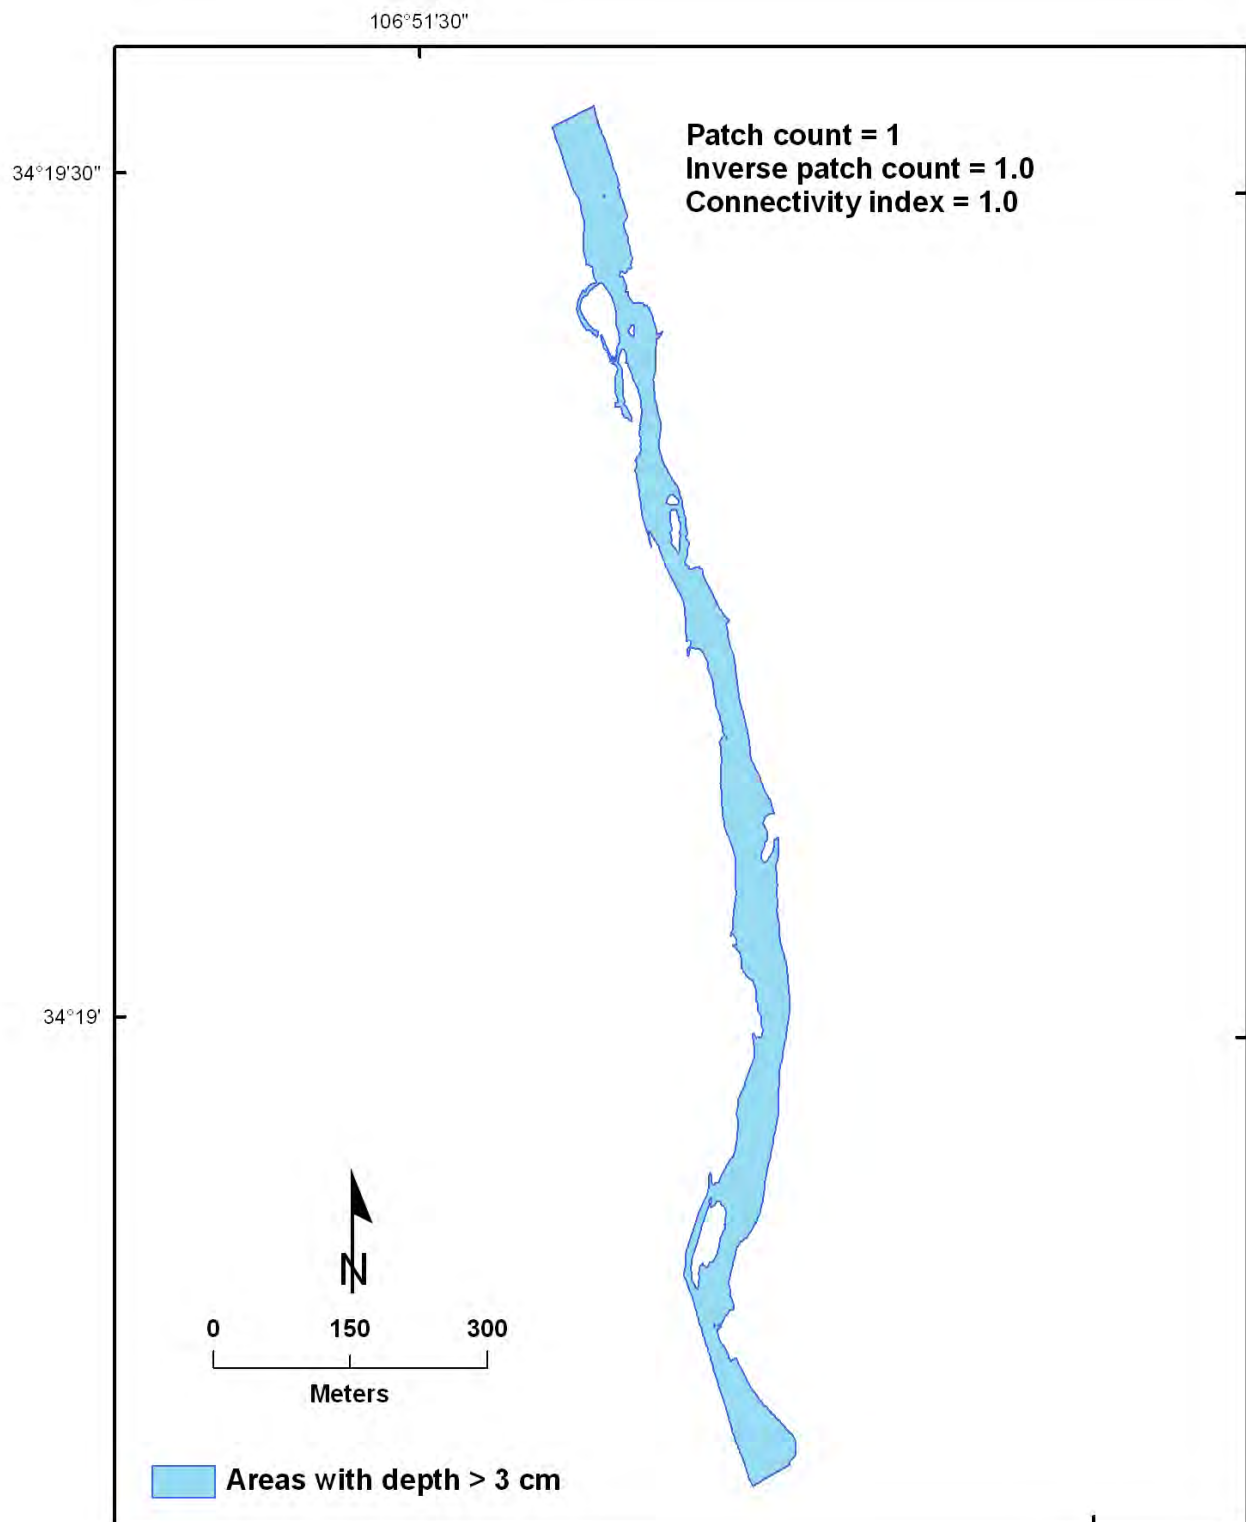 106°51'30"
Patch count = 1
34°19'30"
Inverse patch count = 1.0
Connectivity index = 1.0
34°19'
N
0 150 300
Meters
Areas with depth > 3 cm